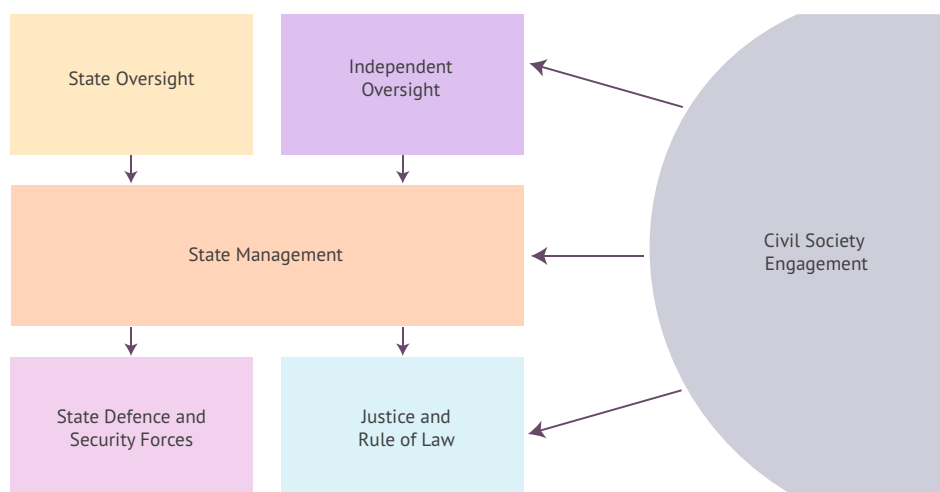 State Oversight
Independent
Oversight
State Management
Civil Society
Engagement
State Defence and
Security Forces
Justice and
Rule of Law